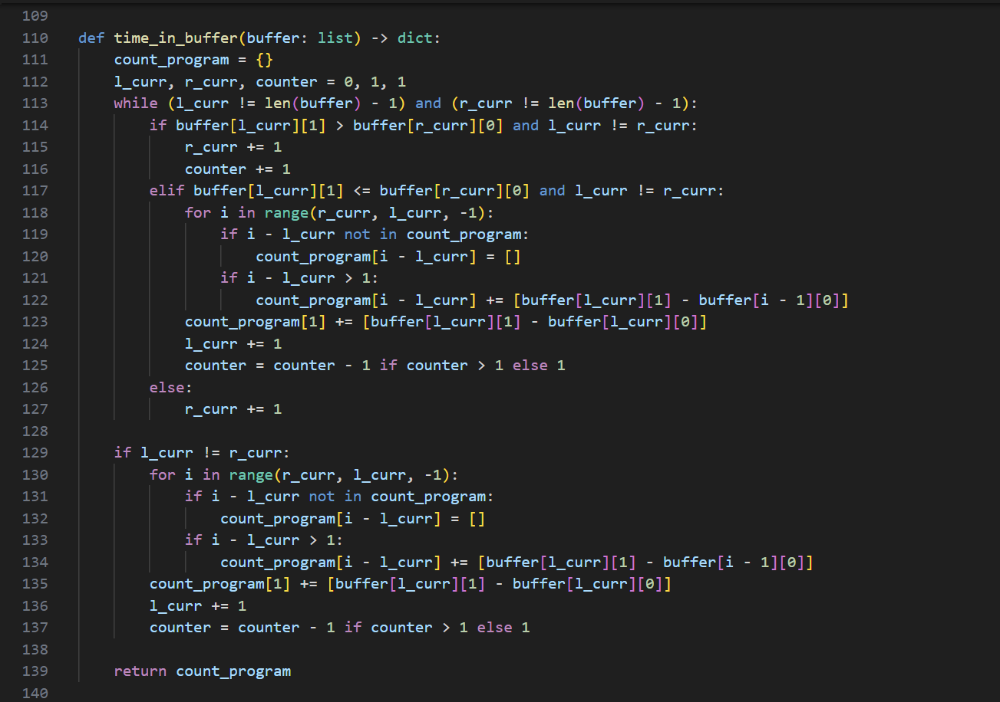 109
110 def time_in_buffer(buffer: list) -> dict:
111     count_program = {}
112     l_curr, r_curr, counter = 0, 1, 1
113     while (l_curr != len(buffer) - 1) and (r_curr != len(buffer) - 1):
114         if buffer[l_curr][1] > buffer[r_curr][0] and l_curr != r_curr:
115             r_curr += 1
116             counter += 1
117         elif buffer[l_curr][1] <= buffer[r_curr][0] and l_curr != r_curr:
118             for i in range(r_curr, l_curr, -1):
119                 if i - l_curr not in count_program:
120                     count_program[i - l_curr] = []
121                 if i - l_curr > 1:
122                     count_program[i - l_curr] += [buffer[l_curr][1] - buffer[i - 1][0]]
123             count_program[1] += [buffer[l_curr][1] - buffer[l_curr][0]]
124             l_curr += 1
125             counter = counter - 1 if counter > 1 else 1
126         else:
127             r_curr += 1
128
129     if l_curr != r_curr:
130         for i in range(r_curr, l_curr, -1):
131             if i - l_curr not in count_program:
132                 count_program[i - l_curr] = []
133             if i - l_curr > 1:
134                 count_program[i - l_curr] += [buffer[l_curr][1] - buffer[i - 1][0]]
135         count_program[1] += [buffer[l_curr][1] - buffer[l_curr][0]]
136         l_curr += 1
137         counter = counter - 1 if counter > 1 else 1
138
139     return count_program
140